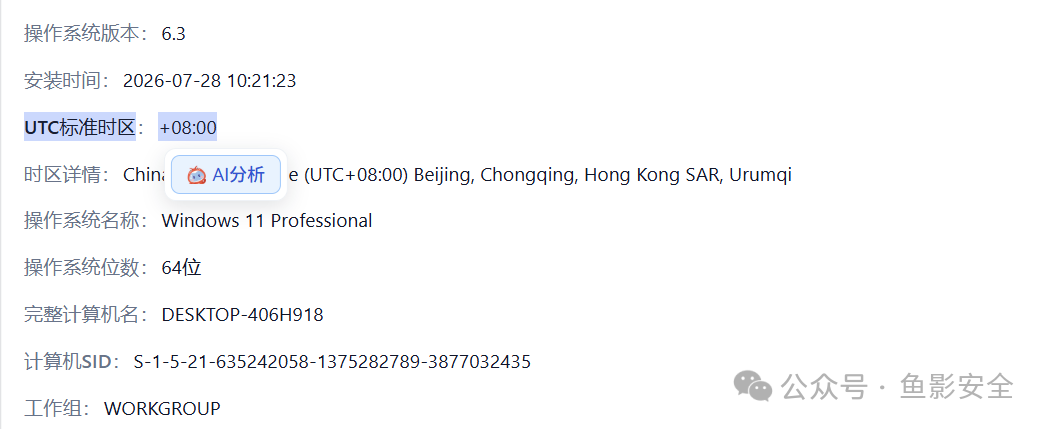 操作系统版本： 6.3
安装时间： 2026-07-28 10:21:23
UTC标准时区： +08:00
时区详情： China e (UTC+08:00) Beijing, Chongqing, Hong Kong SAR, Urumqi
AI分析
操作系统名称： Windows 11 Professional
操作系统位数： 64位
完整计算机名： DESKTOP-406H918
计算机SID： S-1-5-21-635242058-1375282789-3877032435
工作组： WORKGROUP
公众号 · 鱼影安全